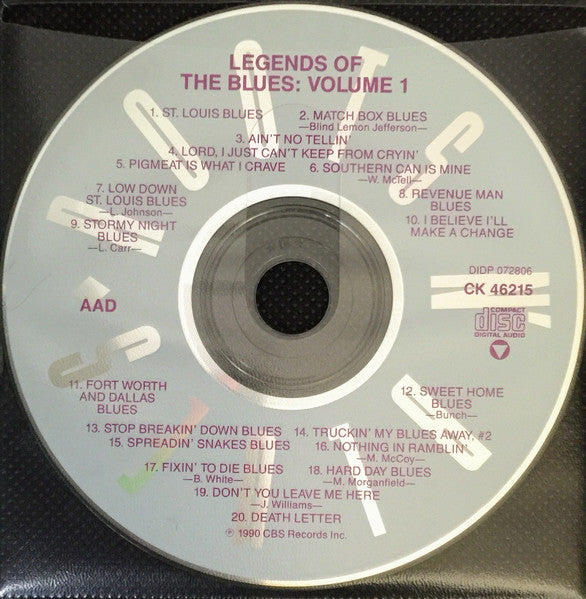 LEGENDS OF
THE BLUES: VOLUME 1
1. ST. LOUIS BLUES
2. MATCH BOX BLUES
—Blind Lemon Jefferson—
3. AIN'T NO TELLIN'
4. LORD, I JUST CAN'T KEEP FROM CRYIN'
5. PIGMEAT IS WHAT I CRAVE
6. SOUTHERN CAN IS MINE
—W. McTell—
7. LOW DOWN
ST. LOUIS BLUES
—L. Johnson—
8. REVENUE MAN
BLUES
9. STORMY NIGHT
BLUES
—L. Carr—
10. I BELIEVE I'LL
MAKE A CHANGE
DIDP 072806
CK 46215
AAD
COMPACT
disc
DIGITAL AUDIO
11. FORT WORTH
AND DALLAS
BLUES
12. SWEET HOME
BLUES
—Bunch—
13. STOP BREAKIN' DOWN BLUES
14. TRUCKIN' MY BLUES AWAY, #2
15. SPREADIN' SNAKES BLUES
16. NOTHING IN RAMBLIN'
—M. McCoy—
17. FIXIN' TO DIE BLUES
—B. White—
18. HARD DAY BLUES
—M. Morganfield—
19. DON'T YOU LEAVE ME HERE
—J. Williams—
20. DEATH LETTER
℗ 1990 CBS Records Inc.